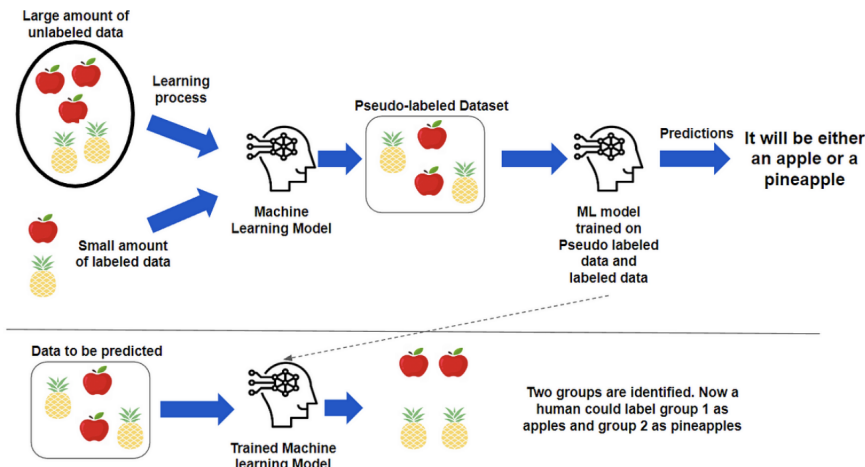 Large amount of
unlabeled data
Learning
process
Pseudo-labeled Dataset
Predictions
It will be either
an apple or a
pineapple
Machine
Learning Model
ML model
trained on
Pseudo labeled
data and
labeled data
Small amount
of labeled data
Data to be predicted
Two groups are identified. Now a
human could label group 1 as
apples and group 2 as pineapples
Trained Machine
learning Model